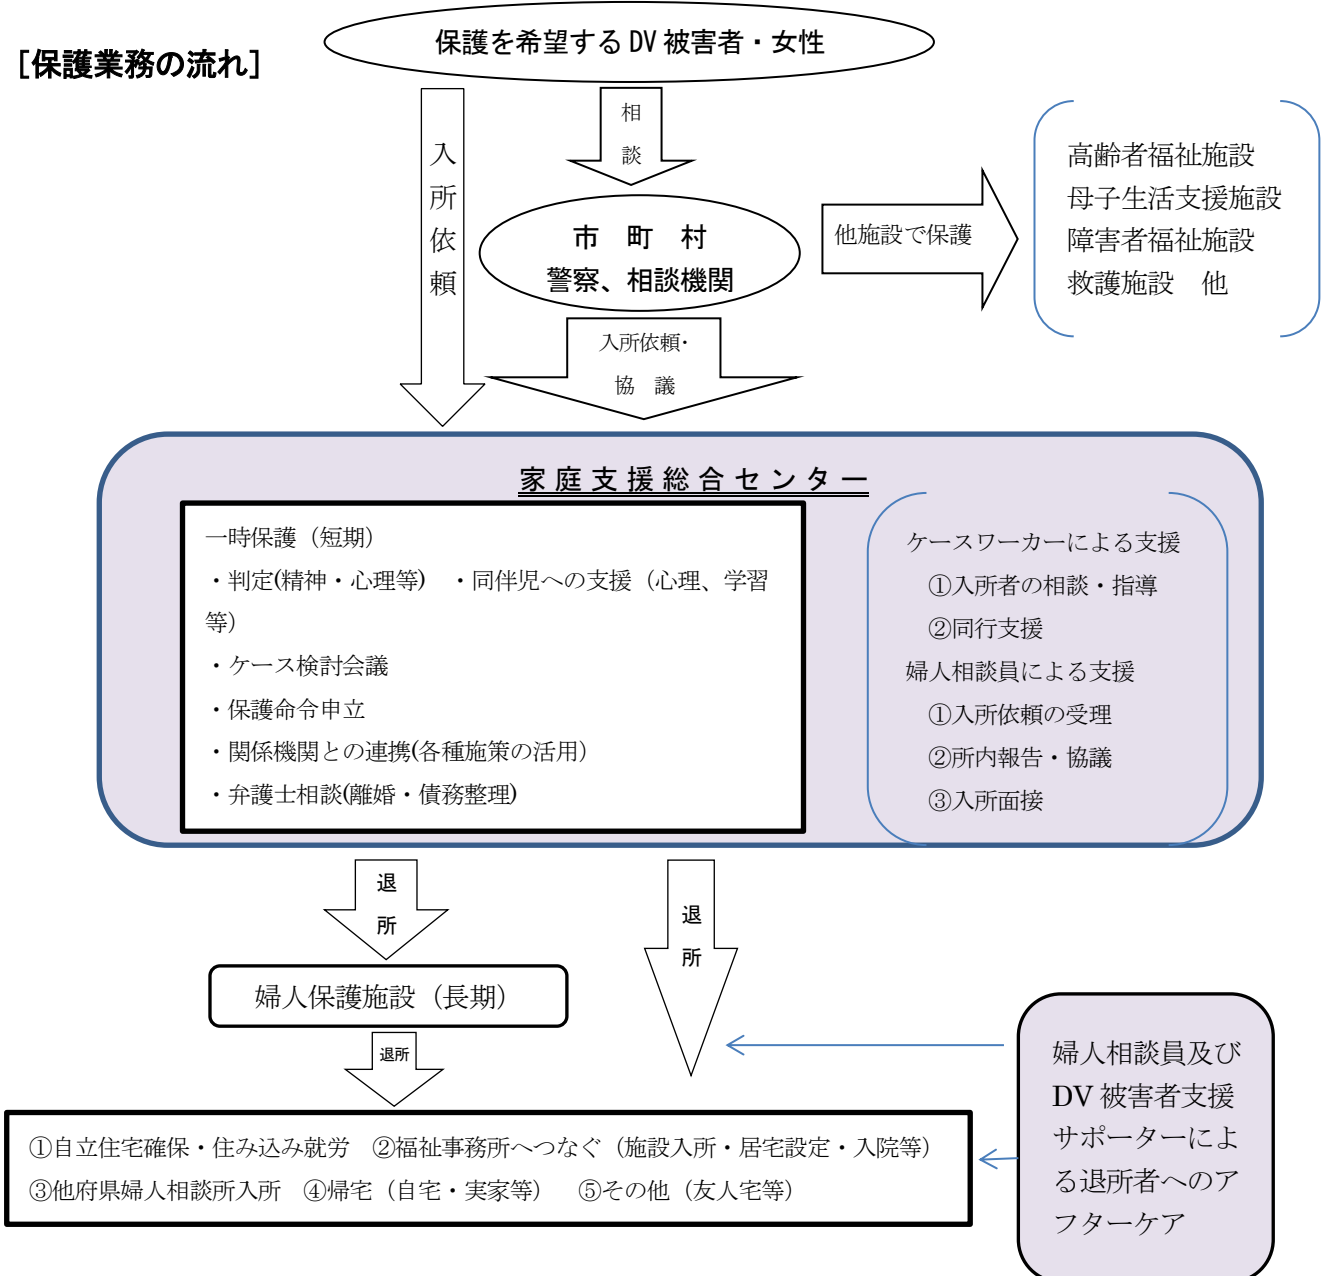 [保護業務の流れ]
保護を希望する DV 被害者・女性
入所依頼
相談
市　町　村
警察、相談機関
他施設で保護
高齢者福祉施設
母子生活支援施設
障害者福祉施設
救護施設　他
入所依頼・
協　議
家庭支援総合センター
一時保護（短期）
・判定(精神・心理等)　・同伴児への支援（心理、学習
等）
・ケース検討会議
・保護命令申立
・関係機関との連携(各種施策の活用）
・弁護士相談(離婚・債務整理)
ケースワーカーによる支援
①入所者の相談・指導
②同行支援
婦人相談員による支援
①入所依頼の受理
②所内報告・協議
③入所面接
退所
退所
婦人保護施設（長期）
退所
①自立住宅確保・住み込み就労　②福祉事務所へつなぐ（施設入所・居宅設定・入院等）
③他府県婦人相談所入所　④帰宅（自宅・実家等）　⑤その他（友人宅等）
婦人相談員及び
DV 被害者支援
サポーターによ
る退所者へのア
フターケア